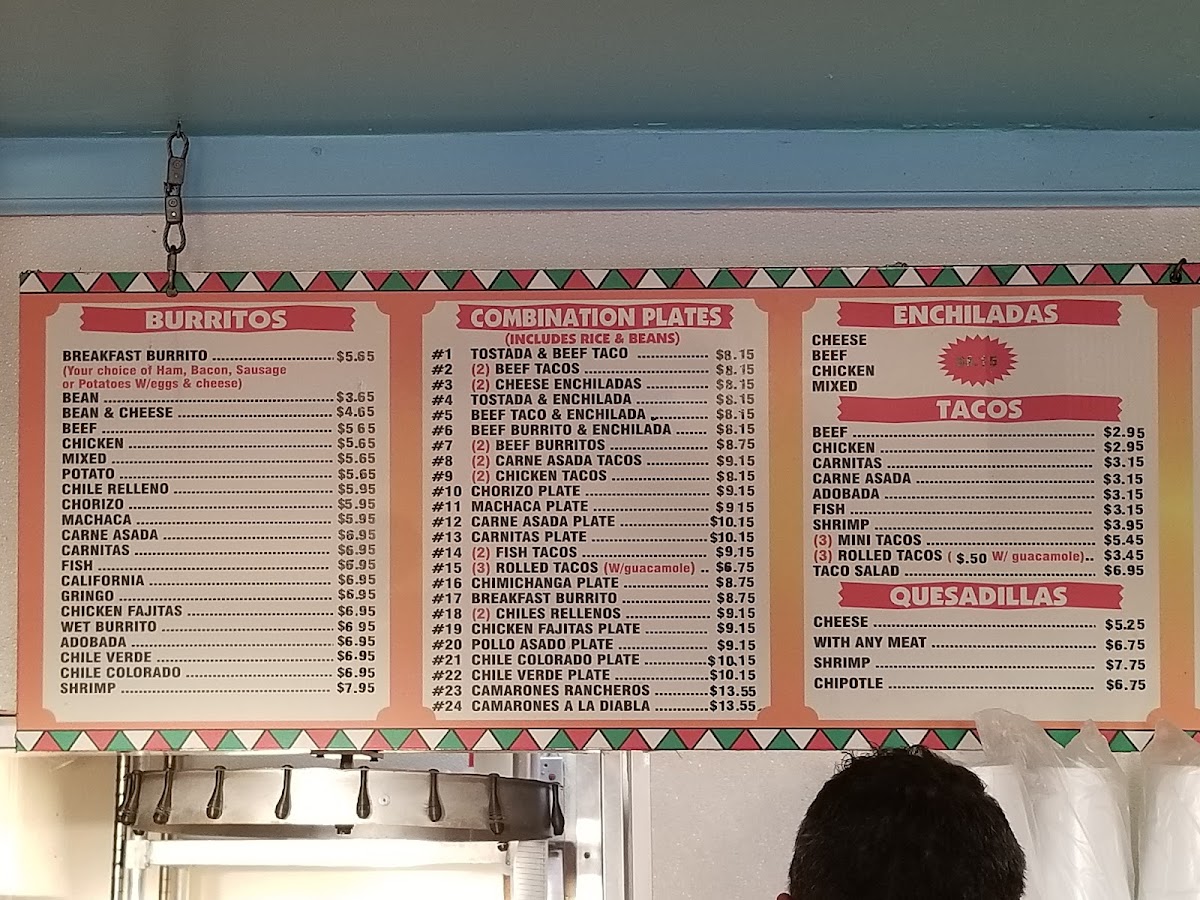 BURRITOS
BREAKFAST BURRITO $5.65
(Your choice of Ham, Bacon, Sausage
or Potatoes W/eggs & cheese)
BEAN $3.65
BEAN & CHEESE $4.65
BEEF $5 65
CHICKEN $5.65
MIXED $5.65
POTATO $5.65
CHILE RELLENO $5.95
CHORIZO $5.95
MACHACA $5.95
CARNE ASADA $6.95
CARNITAS $6.95
FISH $6.95
CALIFORNIA $6.95
GRINGO $6.95
CHICKEN FAJITAS $6.95
WET BURRITO $6 95
ADOBADA $6.95
CHILE VERDE $6.95
CHILE COLORADO $6.95
SHRIMP $7.95
COMBINATION PLATES
(INCLUDES RICE & BEANS)
#1 TOSTADA & BEEF TACO $8.15
#2 (2) BEEF TACOS $8.15
#3 (2) CHEESE ENCHILADAS $8.15
#4 TOSTADA & ENCHILADA $8.15
#5 BEEF TACO & ENCHILADA $8.15
#6 BEEF BURRITO & ENCHILADA $8.15
#7 (2) BEEF BURRITOS $8.75
#8 (2) CARNE ASADA TACOS $9.15
#9 (2) CHICKEN TACOS $8.15
#10 CHORIZO PLATE $9.15
#11 MACHACA PLATE $9 15
#12 CARNE ASADA PLATE $10.15
#13 CARNITAS PLATE $10.15
#14 (2) FISH TACOS $9.15
#15 (3) ROLLED TACOS (W/guacamole) $6.75
#16 CHIMICHANGA PLATE $8.75
#17 BREAKFAST BURRITO $8.75
#18 (2) CHILES RELLENOS $9.15
#19 CHICKEN FAJITAS PLATE $9.15
#20 POLLO ASADO PLATE $9.15
#21 CHILE COLORADO PLATE $10.15
#22 CHILE VERDE PLATE $10.15
#23 CAMARONES RANCHEROS $13.55
#24 CAMARONES A LA DIABLA $13.55
ENCHILADAS
CHEESE
BEEF
CHICKEN
MIXED
TACOS
BEEF $2.95
CHICKEN $2.95
CARNITAS $3.15
CARNE ASADA $3.15
ADOBADA $3.15
FISH $3.15
SHRIMP $3.95
(3) MINI TACOS $5.45
(3) ROLLED TACOS ( $.50 W/ guacamole) $3.45
TACO SALAD $6.95
QUESADILLAS
CHEESE $5.25
WITH ANY MEAT $6.75
SHRIMP $7.75
CHIPOTLE $6.75